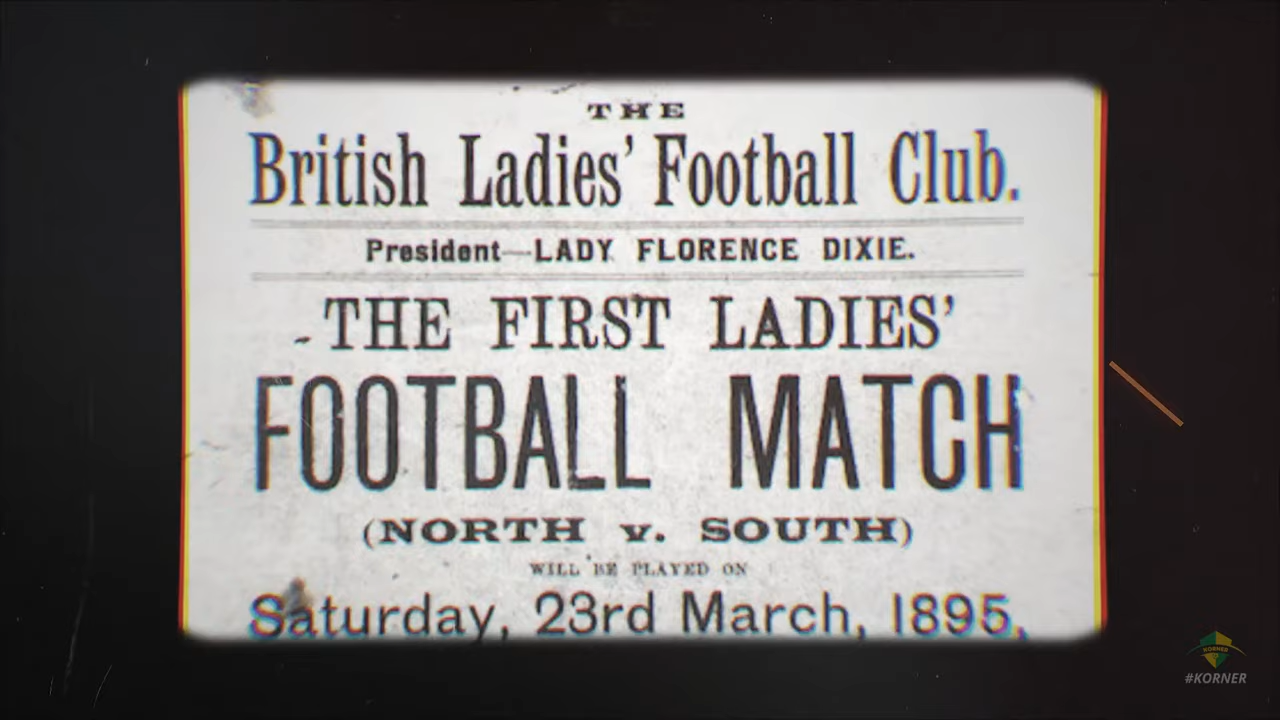 THE
British Ladies' Football Club.
President—LADY FLORENCE DIXIE.
THE FIRST LADIES'
FOOTBALL MATCH
(NORTH v. SOUTH)
WILL BE PLAYED ON
Saturday, 23rd March, 1895,
KORNER
#KORNER